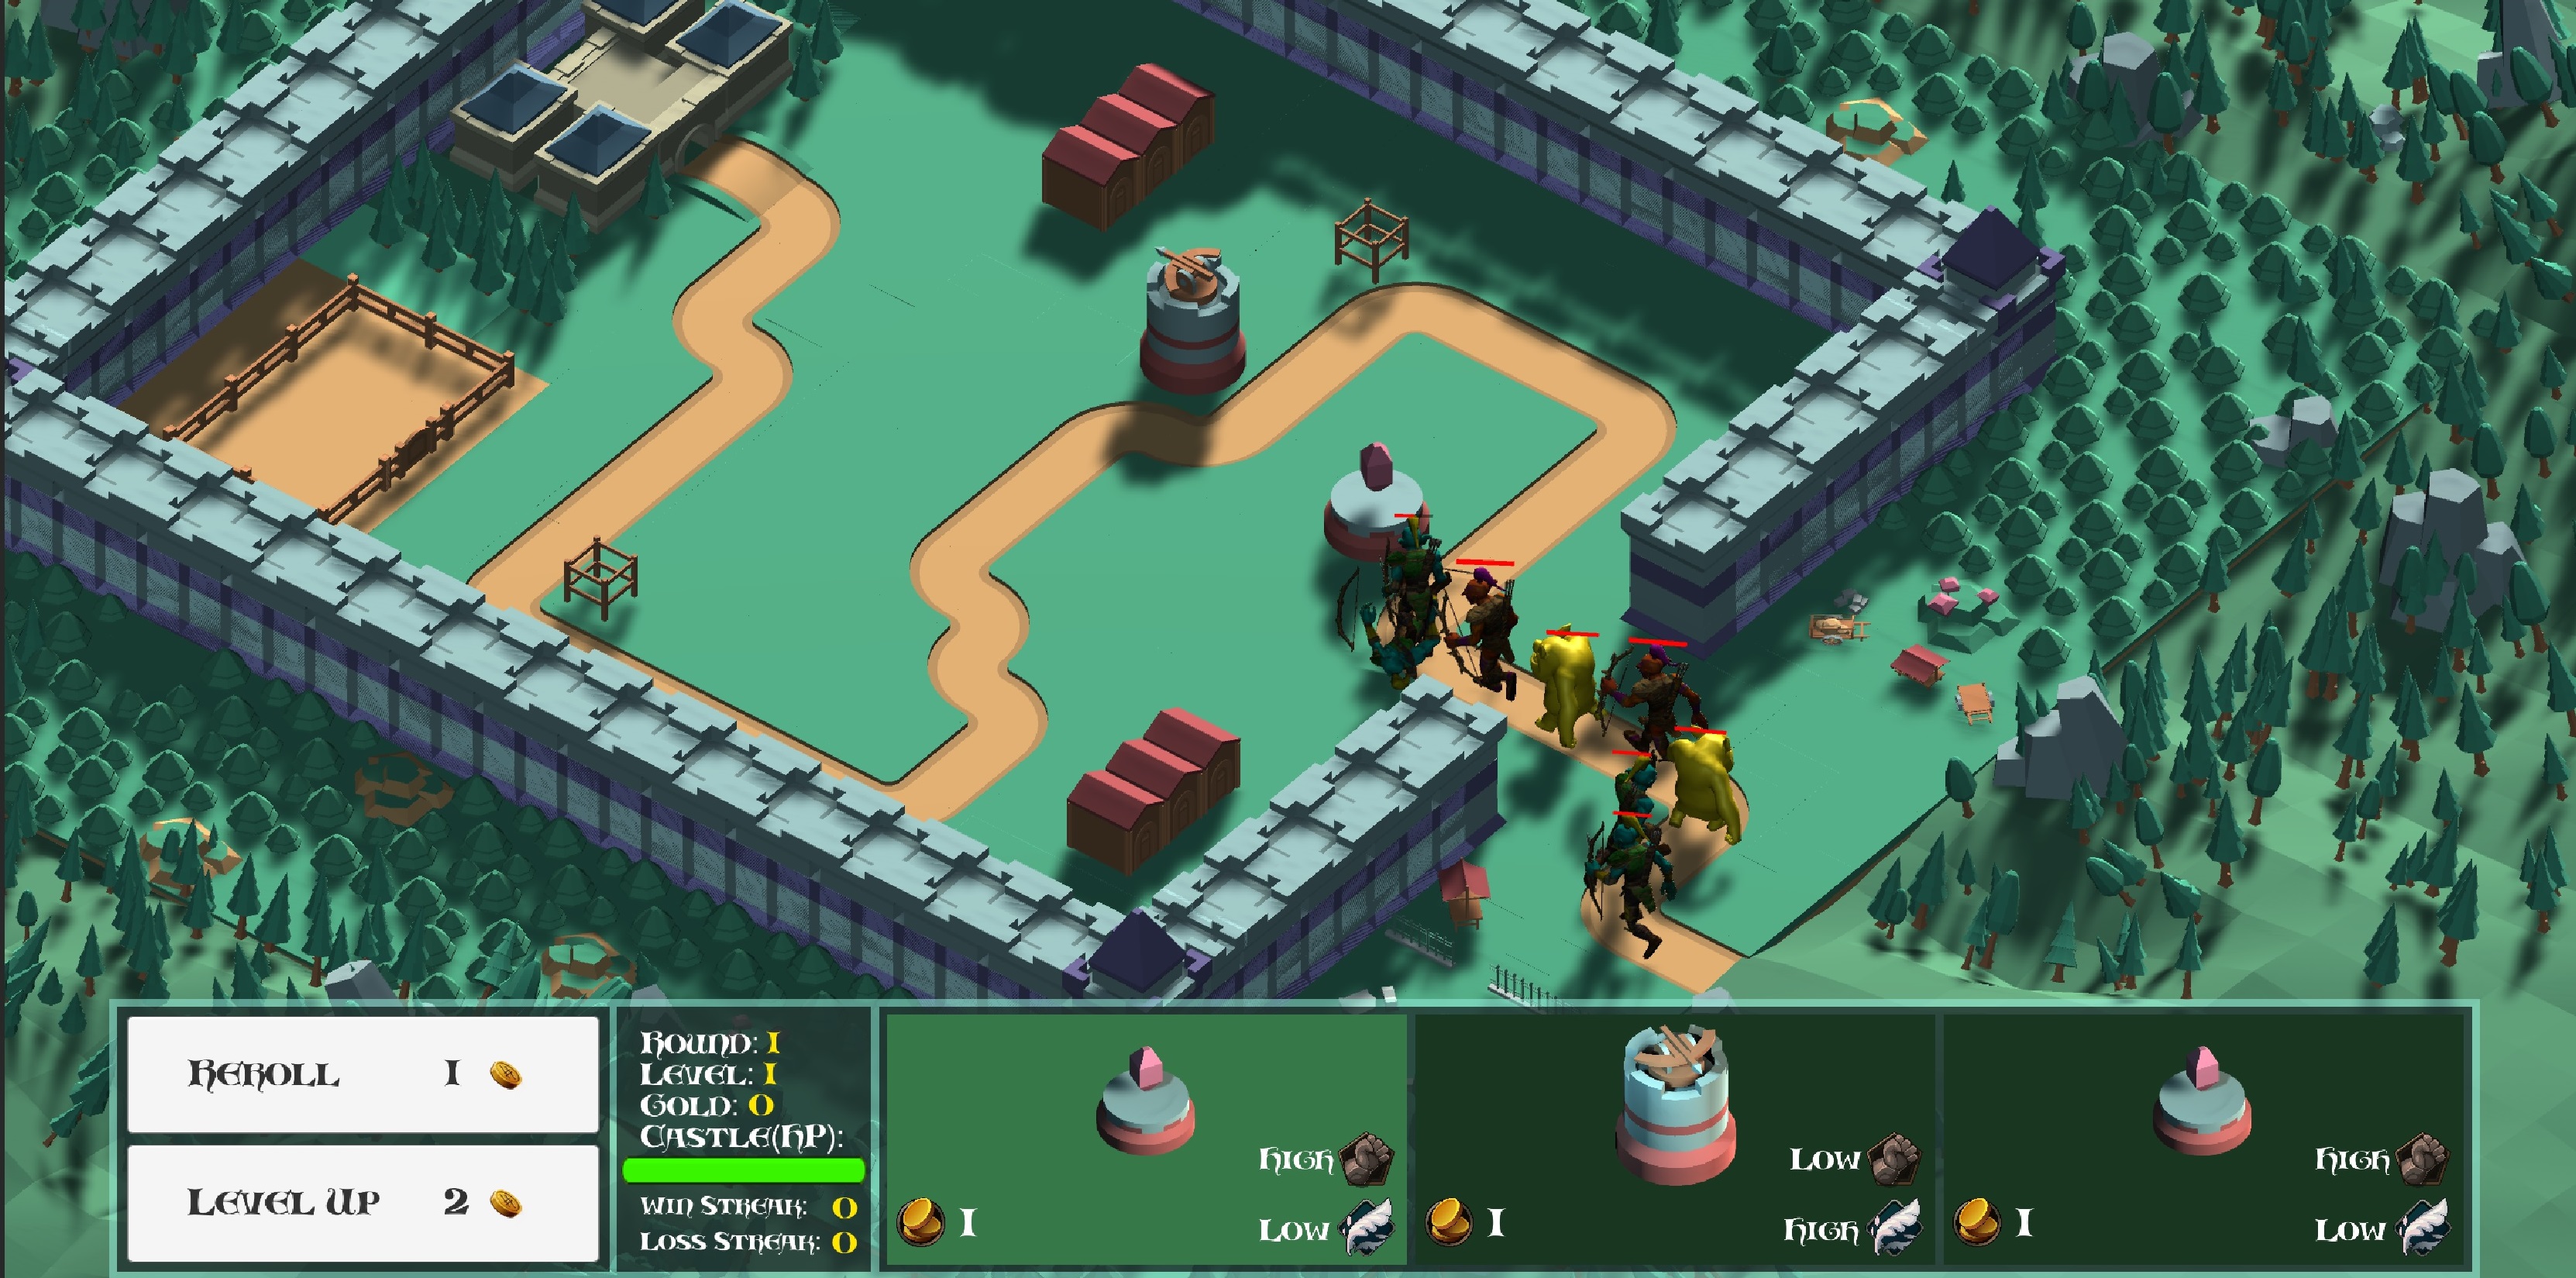 Reroll 1
Level Up 2
Round: 1
Level: 1
Gold: 0
Castle(HP):
Win Streak: 0
Loss Streak: 0
High
Low
1
Low
High
1
High
Low
1